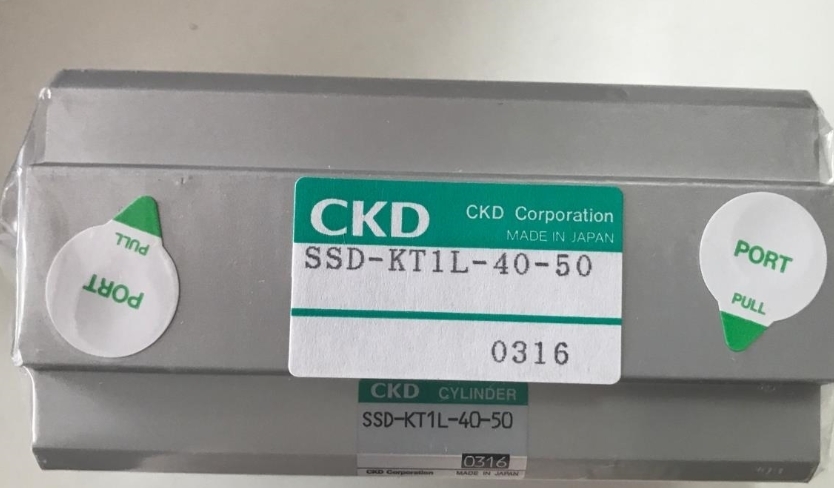 CKD CKD Corporation
MADE IN JAPAN
SSD-KT1L-40-50
0316
PULL
PORT
PORT
PULL
CKD CYLINDER
SSD-KT1L-40-50
0316
CKD Corporation MADE IN JAPAN